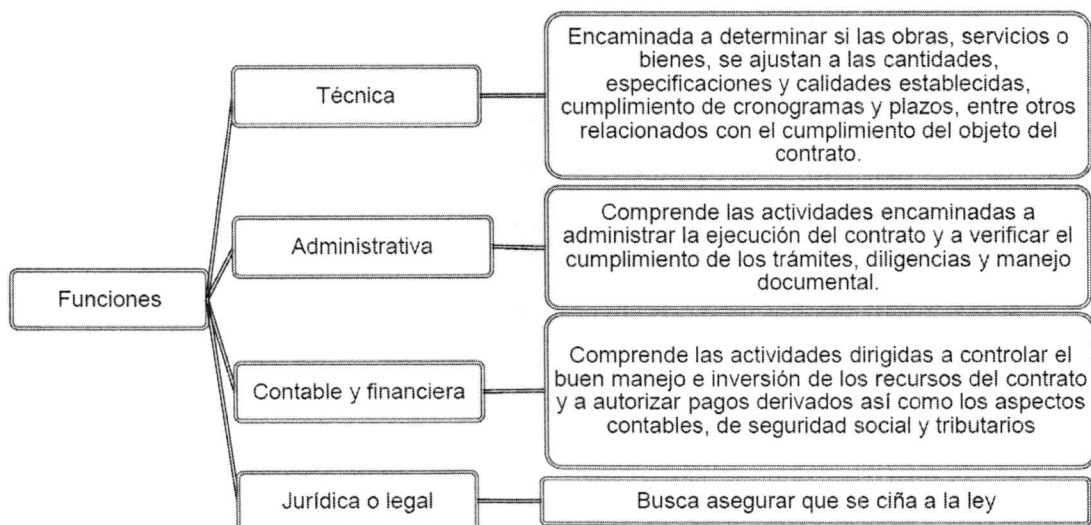 Encaminada a determinar si las obras, servicios o
bienes, se ajustan a las cantidades,
especificaciones y calidades establecidas,
cumplimiento de cronogramas y plazos, entre otros
relacionados con el cumplimiento del objeto del
contrato.
Técnica
Comprende las actividades encaminadas a
administrar la ejecución del contrato y a verificar el
cumplimiento de los trámites, diligencias y manejo
documental.
Administrativa
Funciones
Comprende las actividades dirigidas a controlar el
buen manejo e inversión de los recursos del contrato
y a autorizar pagos derivados así como los aspectos
contables, de seguridad social y tributarios
Contable y financiera
Jurídica o legal
Busca asegurar que se ciña a la ley